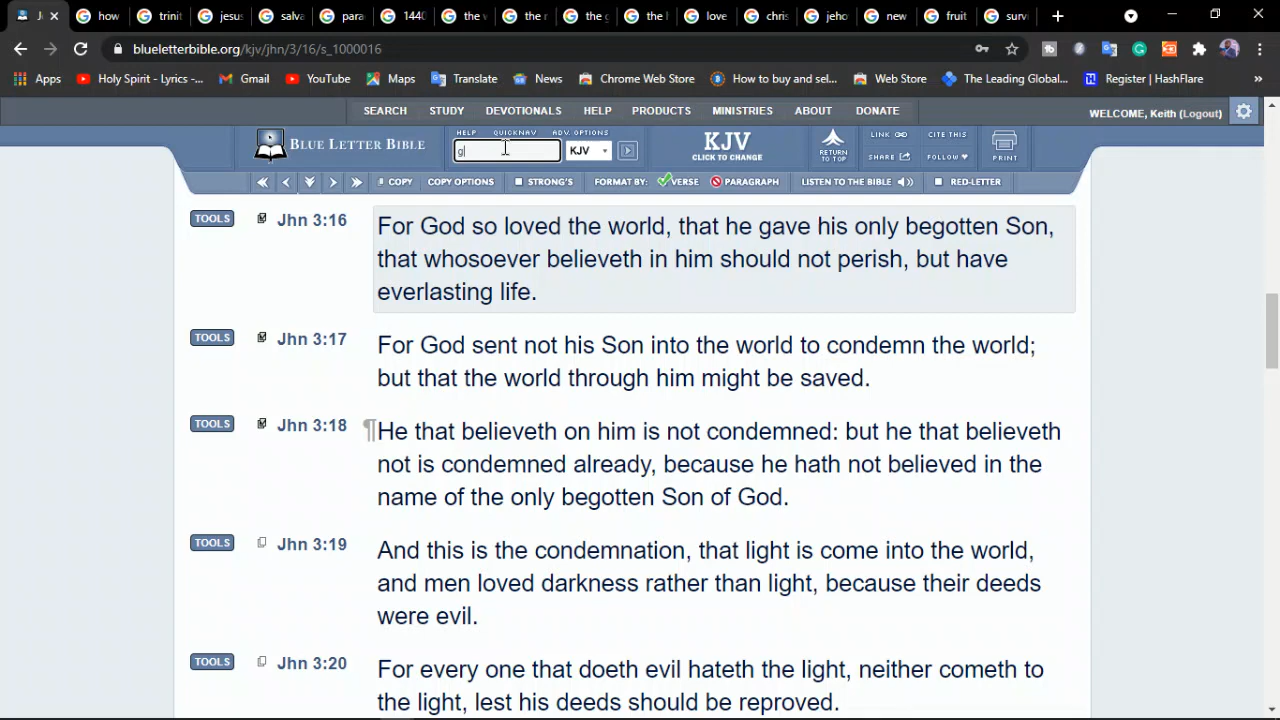 J
how
trinit
jesu
salva
para
1440
the v
the r
the g
the h
love
chris
jeho
new
fruit
survi
blueletterbible.org/kjv/jhn/3/16/s_1000016
Apps
Holy Spirit - Lyrics -...
Gmail
YouTube
Maps
Translate
News
Chrome Web Store
How to buy and sel...
Web Store
The Leading Global...
Register | HashFlare
»
SEARCH STUDY DEVOTIONALS HELP PRODUCTS MINISTRIES ABOUT DONATE
WELCOME, Keith (Logout)
BLUE LETTER BIBLE
HELP QUICKNAV ADV. OPTIONS
gl
KJV
KJV
CLICK TO CHANGE
RETURN
TO TOP
LINK
CITE THIS
SHARE
FOLLOW
PRINT
COPY COPY OPTIONS STRONG'S FORMAT BY: VERSE PARAGRAPH LISTEN TO THE BIBLE RED-LETTER
TOOLS Jhn 3:16 For God so loved the world, that he gave his only begotten Son,
that whosoever believeth in him should not perish, but have
everlasting life.
TOOLS Jhn 3:17 For God sent not his Son into the world to condemn the world;
but that the world through him might be saved.
TOOLS Jhn 3:18 ¶He that believeth on him is not condemned: but he that believeth
not is condemned already, because he hath not believed in the
name of the only begotten Son of God.
TOOLS Jhn 3:19 And this is the condemnation, that light is come into the world,
and men loved darkness rather than light, because their deeds
were evil.
TOOLS Jhn 3:20 For every one that doeth evil hateth the light, neither cometh to
the light, lest his deeds should be reproved.